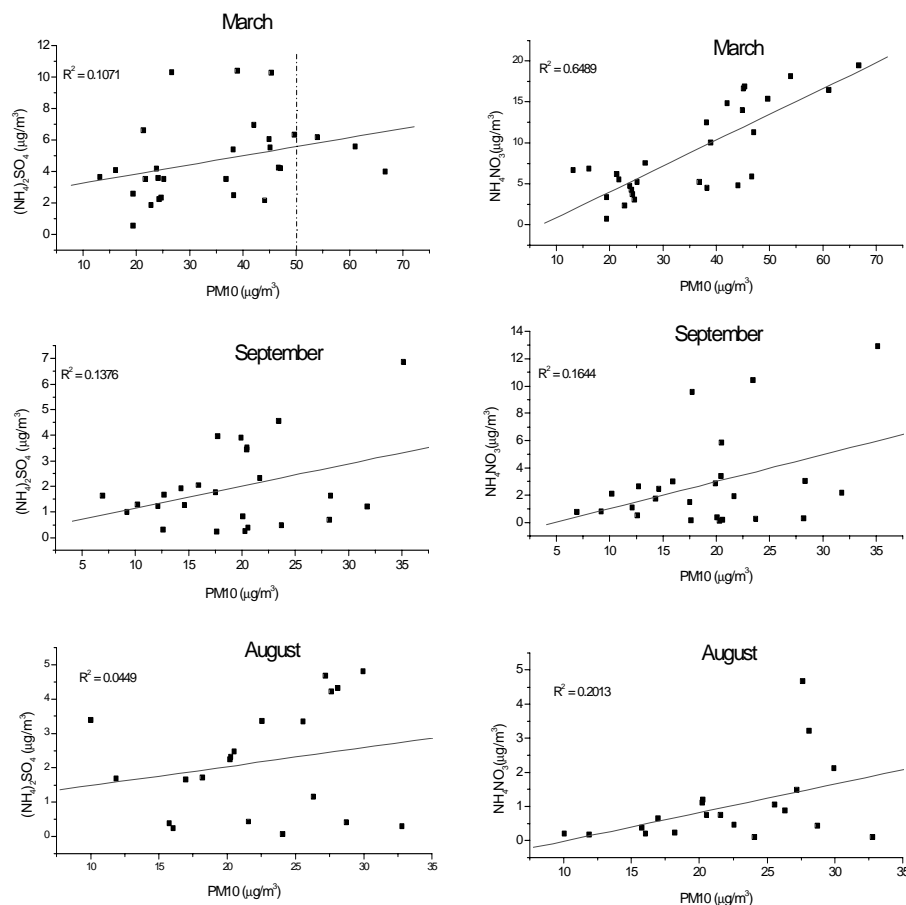 March
R² = 0.1071
(NH₄)₂SO₄ (μg/m³)
12
10
8
6
4
2
0
10 20 30 40 50 60 70
PM10 (μg/m³)
March
R² = 0.6489
NH₄NO₃ (μg/m³)
20
15
10
5
0
10 20 30 40 50 60 70
PM10 (μg/m³)
September
R² = 0.1376
(NH₄)₂SO₄ (μg/m³)
7
6
5
4
3
2
1
0
5 10 15 20 25 30 35
PM10 (μg/m³)
September
R² = 0.1644
NH₄NO₃ (μg/m³)
14
12
10
8
6
4
2
0
5 10 15 20 25 30 35
PM10 (μg/m³)
August
R² = 0.0449
(NH₄)₂SO₄ (μg/m³)
5
4
3
2
1
0
10 15 20 25 30 35
PM10 (μg/m³)
August
R² = 0.2013
NH₄NO₃ (μg/m³)
5
4
3
2
1
0
10 15 20 25 30 35
PM10 (μg/m³)